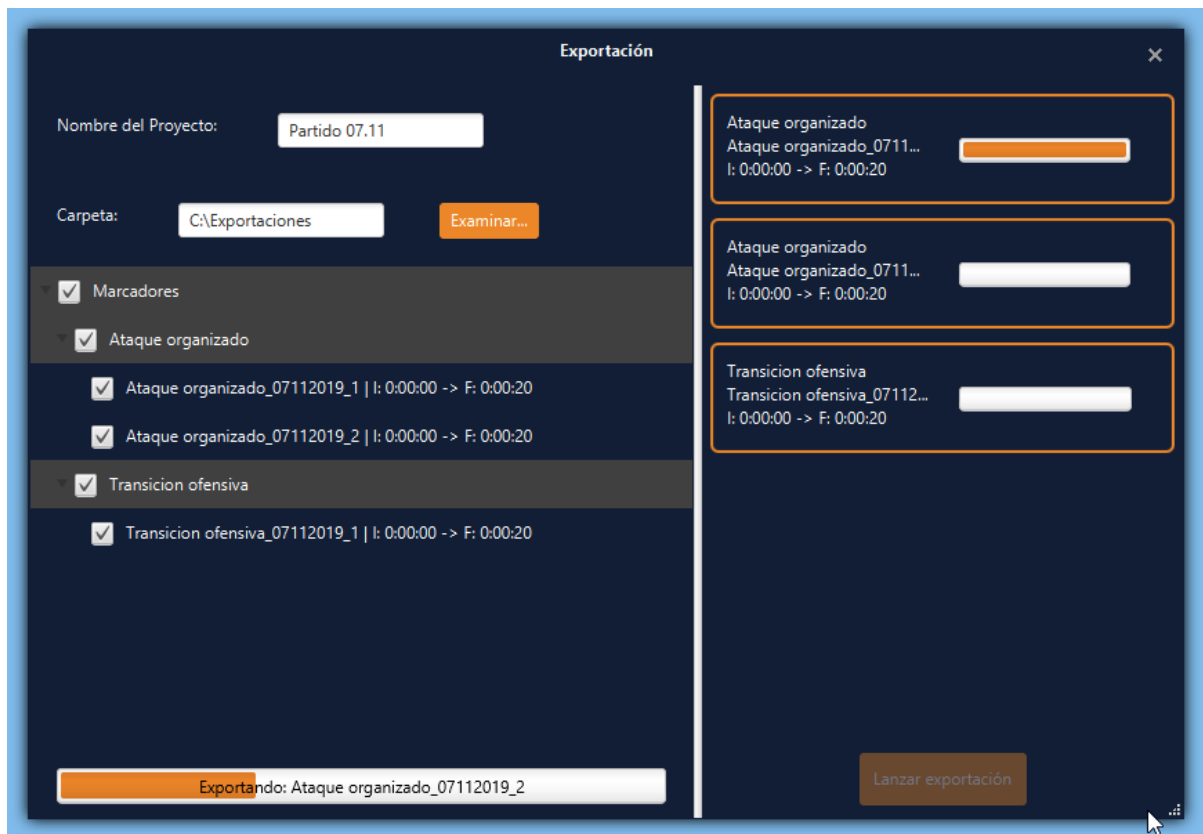 Exportación
Nombre del Proyecto:
Partido 07.11
Carpeta:
C:\Exportaciones
Examinar...
Marcadores
Ataque organizado
Ataque organizado_07112019_1 | I: 0:00:00 -> F: 0:00:20
Ataque organizado_07112019_2 | I: 0:00:00 -> F: 0:00:20
Transicion ofensiva
Transicion ofensiva_07112019_1 | I: 0:00:00 -> F: 0:00:20
Exportando: Ataque organizado_07112019_2
Ataque organizado
Ataque organizado_0711...
I: 0:00:00 -> F: 0:00:20
Ataque organizado
Ataque organizado_0711...
I: 0:00:00 -> F: 0:00:20
Transicion ofensiva
Transicion ofensiva_07112...
I: 0:00:00 -> F: 0:00:20
Lanzar exportación